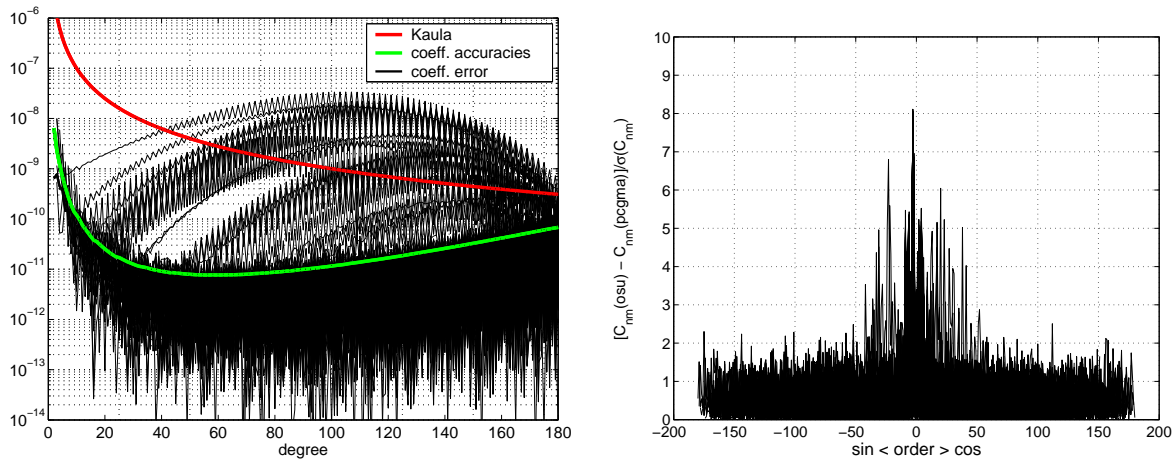 10−6
10−7
10−8
10−9
10−10
10−11
10−12
10−13
10−14
0 20 40 60 80 100 120 140 160 180
degree
Kaula
coeff. accuracies
coeff. error
10
9
8
7
6
5
4
3
2
1
0
−200 −150 −100 −50 0 50 100 150 200
sin < order > cos
[Cnm(osu) − Cnm(pcgma)]/σ(Cnm)